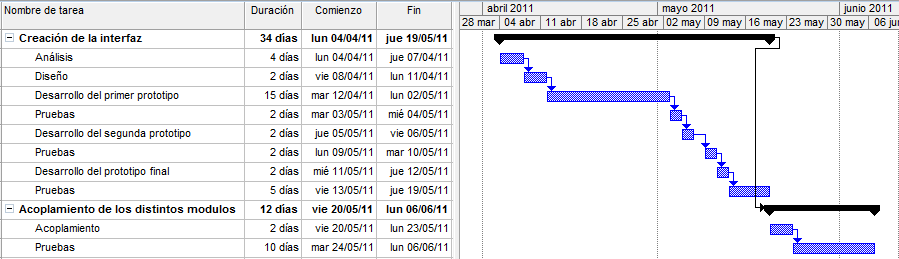 Nombre de tarea Duración Comienzo Fin abril 2011 mayo 2011 junio 2011
28 mar 04 abr 11 abr 18 abr 25 abr 02 may 09 may 16 may 23 may 30 may 06 jun
Creación de la interfaz 34 días lun 04/04/11 jue 19/05/11
Análisis 4 días lun 04/04/11 jue 07/04/11
Diseño 2 días vie 08/04/11 lun 11/04/11
Desarrollo del primer prototipo 15 días mar 12/04/11 lun 02/05/11
Pruebas 2 días mar 03/05/11 mié 04/05/11
Desarrollo del segunda prototipo 2 días jue 05/05/11 vie 06/05/11
Pruebas 2 días lun 09/05/11 mar 10/05/11
Desarrollo del prototipo final 2 días mié 11/05/11 jue 12/05/11
Pruebas 5 días vie 13/05/11 jue 19/05/11
Acoplamiento de los distintos modulos 12 días vie 20/05/11 lun 06/06/11
Acoplamiento 2 días vie 20/05/11 lun 23/05/11
Pruebas 10 días mar 24/05/11 lun 06/06/11